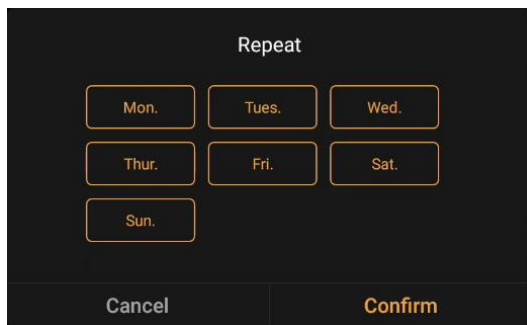 Repeat
Mon. Tues. Wed.
Thur. Fri. Sat.
Sun.
Cancel Confirm